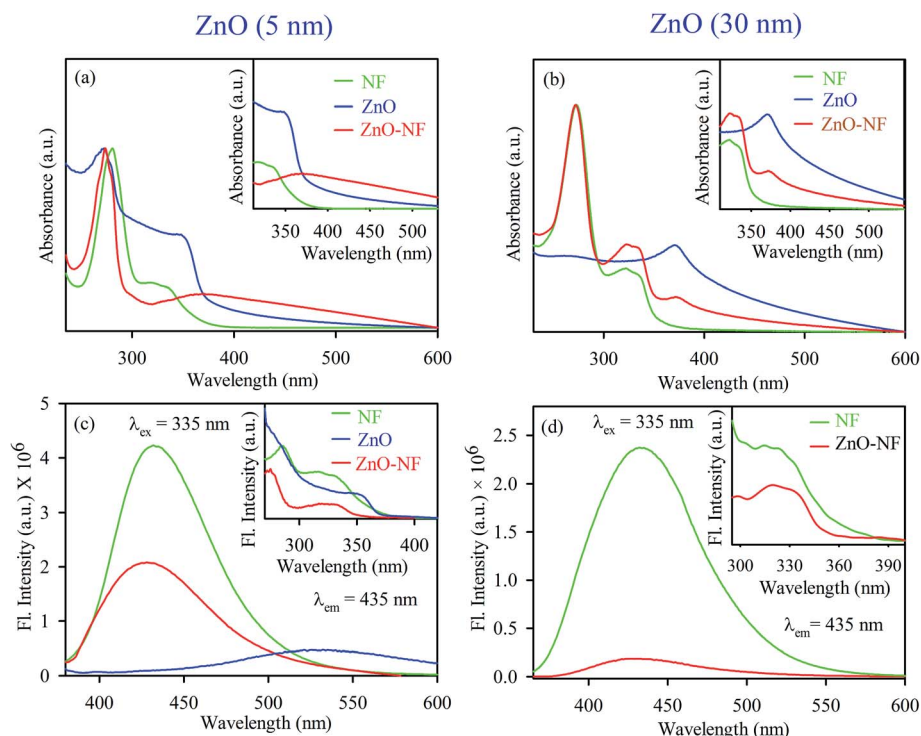 ZnO (5 nm)
ZnO (30 nm)
(a)
NF
ZnO
ZnO-NF
Absorbance (a.u.)
350 400 450 500
Wavelength (nm)
Absorbance (a.u.)
300 400 500 600
Wavelength (nm)
(b)
NF
ZnO
ZnO-NF
Absorbance (a.u.)
350 400 450 500
Wavelength (nm)
Absorbance (a.u.)
300 400 500 600
Wavelength (nm)
(c)
λex = 335 nm
NF
ZnO
ZnO-NF
Fl. Intensity (a.u.)
300 350 400
Wavelength (nm)
λem = 435 nm
Fl. Intensity (a.u.) X 10⁶
5
4
3
2
1
0
400 450 500 550 600
Wavelength (nm)
(d)
λex = 335 nm
NF
ZnO-NF
Fl. Intensity (a.u.)
300 330 360 390
Wavelength (nm)
λem= 435 nm
Fl. Intensity (a.u.) × 10⁶
2.5
2.0
1.5
1.0
0.5
0.0
400 450 500 550 600
Wavelength (nm)